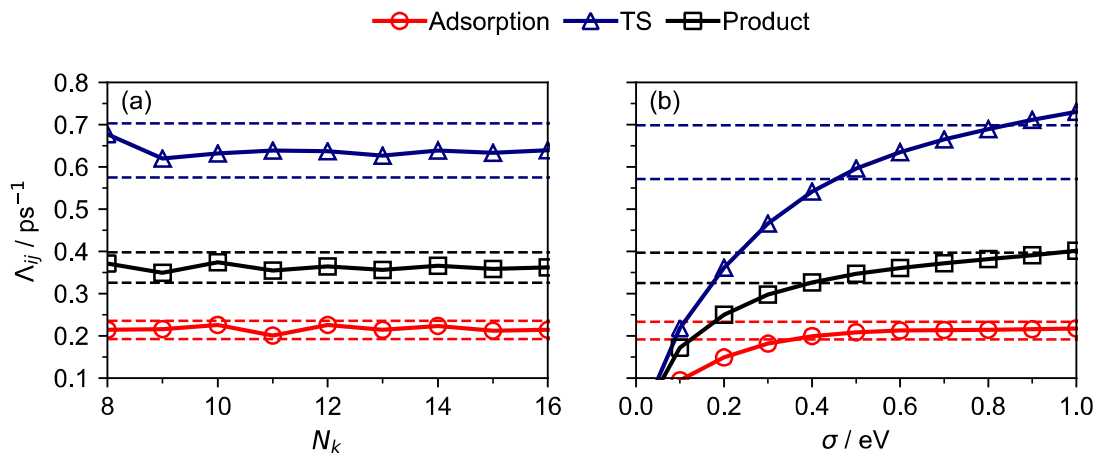 Adsorption TS Product
(a) (b)
0.8
0.7
0.6
0.5
0.4
0.3
0.2
0.1
Λij / ps−1
8 10 12 14 16
0.0 0.2 0.4 0.6 0.8 1.0
Nk
σ / eV